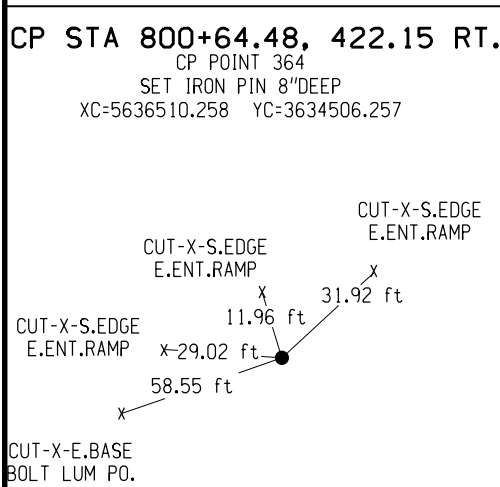 CP STA 800+64.48, 422.15 RT.
CP POINT 364
SET IRON PIN 8"DEEP
XC=5636510.258 YC=3634506.257
CUT-X-S.EDGE
E.ENT.RAMP
CUT-X-S.EDGE
E.ENT.RAMP
X
X
31.92 ft
11.96 ft
CUT-X-S.EDGE
E.ENT.RAMP
X 29.02 ft
58.55 ft
X
CUT-X-E.BASE
BOLT LUM PO.